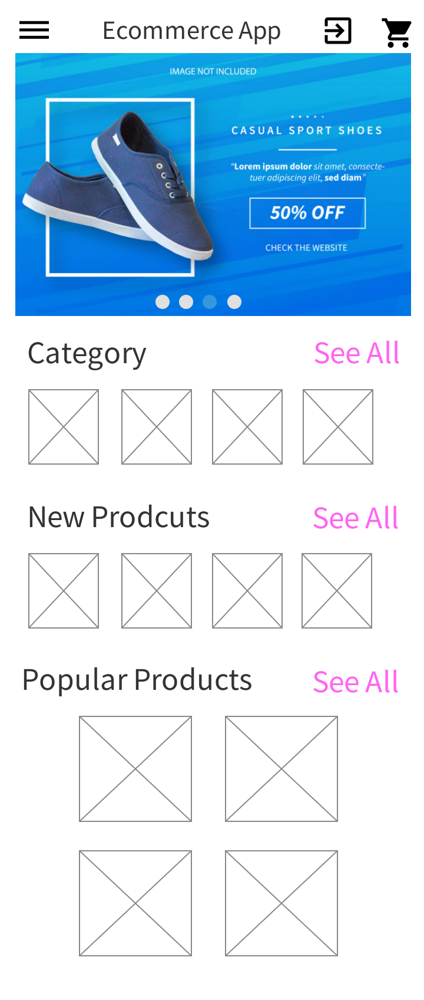 Ecommerce App
IMAGE NOT INCLUDED
CASUAL SPORT SHOES
“Lorem ipsum dolor sit amet, consecte-
tuer adipiscing elit, sed diam”
50% OFF
CHECK THE WEBSITE
Category See All
New Prodcuts See All
Popular Products See All